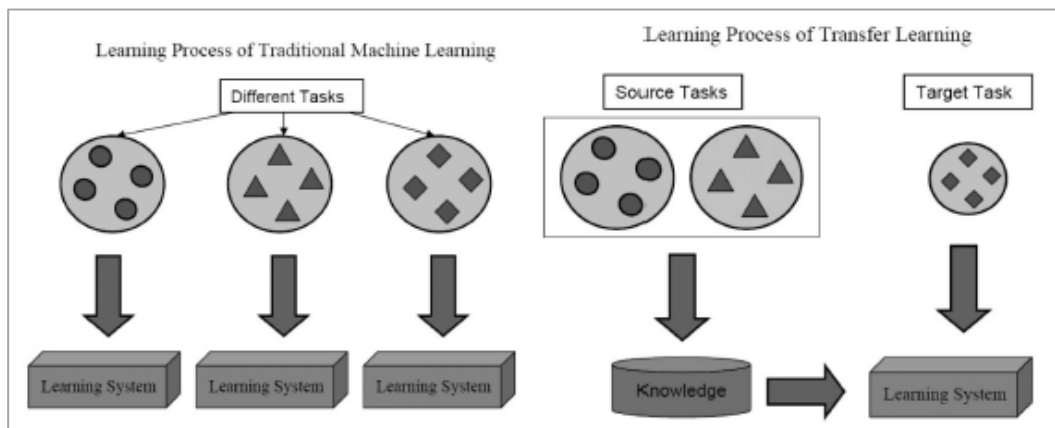 Learning Process of Traditional Machine Learning
Different Tasks
Learning System
Learning System
Learning System
Learning Process of Transfer Learning
Source Tasks
Target Task
Knowledge
Learning System